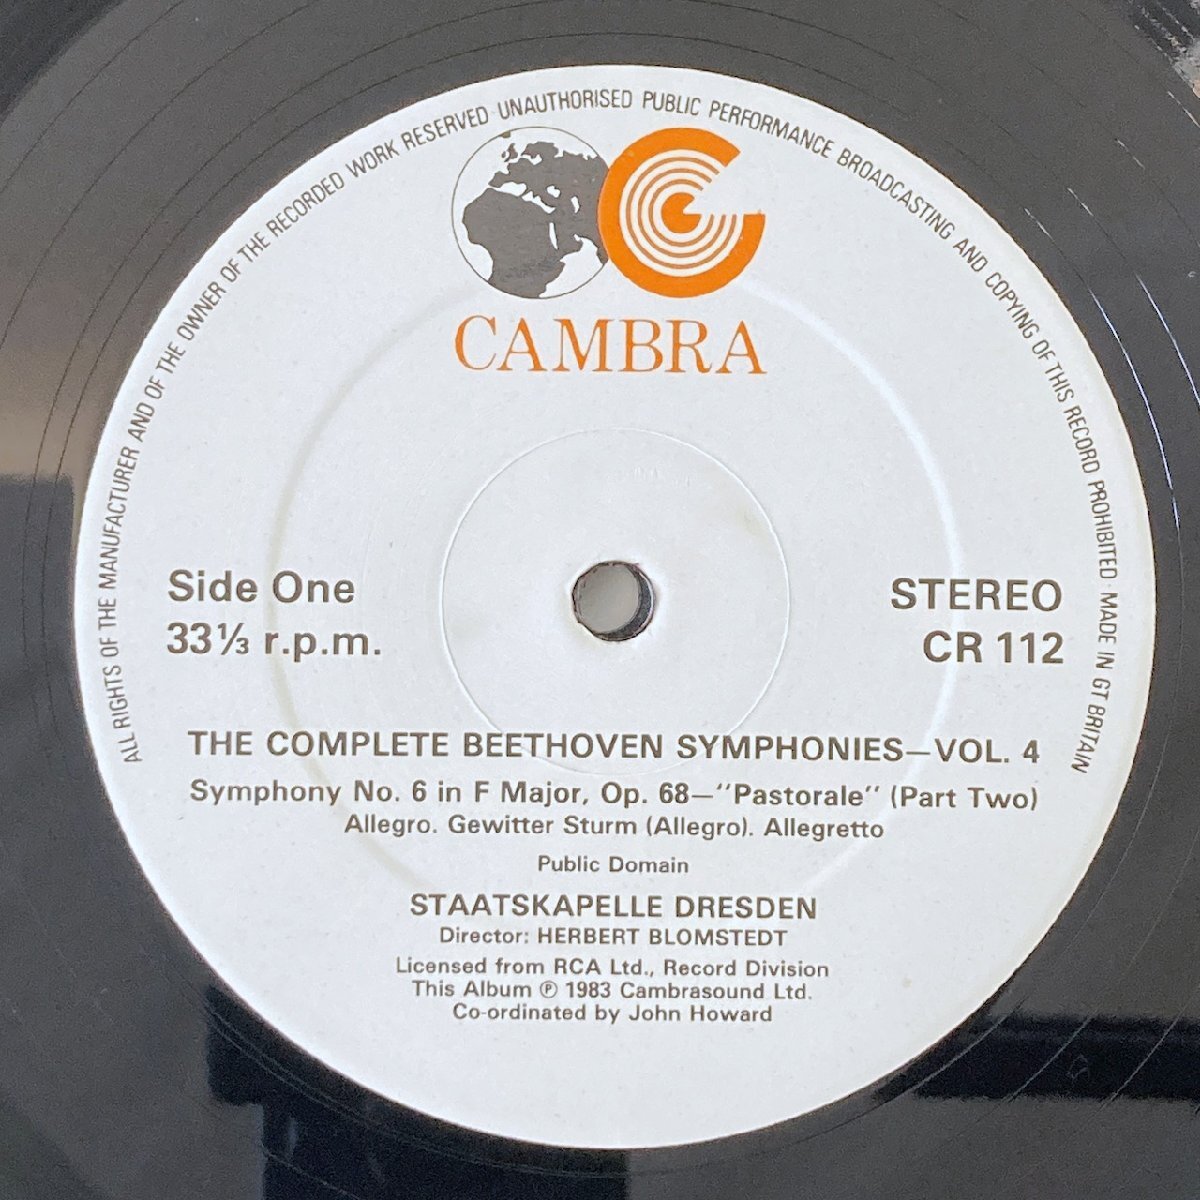 ALL RIGHTS OF THE MANUFACTURER AND OF THE OWNER OF THE RECORDED WORK RESERVED · UNAUTHORISED PUBLIC PERFORMANCE BROADCASTING AND COPYING OF THIS RECORD PROHIBITED · MADE IN GT BRITAIN
CAMBRA
Side One
33⅓ r.p.m.
STEREO
CR 112
THE COMPLETE BEETHOVEN SYMPHONIES—VOL. 4
Symphony No. 6 in F Major, Op. 68—"Pastorale" (Part Two)
Allegro. Gewitter Sturm (Allegro). Allegretto
Public Domain
STAATSKAPELLE DRESDEN
Director: HERBERT BLOMSTEDT
Licensed from RCA Ltd., Record Division
This Album ℗ 1983 Cambrasound Ltd.
Co-ordinated by John Howard